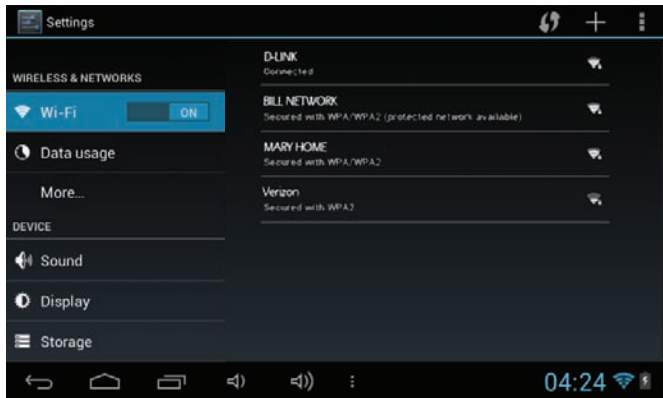 Settings
WIRELESS & NETWORKS
Wi-Fi ON
Data usage
More...
DEVICE
Sound
Display
Storage
D-LINK
Connected
BILL NETWORK
Secured with WPA/WPA2 (protected network available)
MARY HOME
Secured with WPA/WPA2
Verizon
Secured with WPA2
04:24